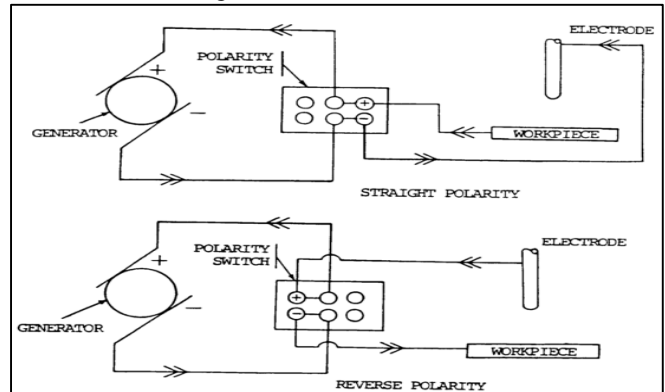 ELECTRODE
POLARITY
SWITCH
+
+
GENERATOR
−
−
WORKPIECE
STRAIGHT POLARITY
ELECTRODE
POLARITY
SWITCH
+
+
−
−
GENERATOR
WORKPIECE
REVERSE POLARITY